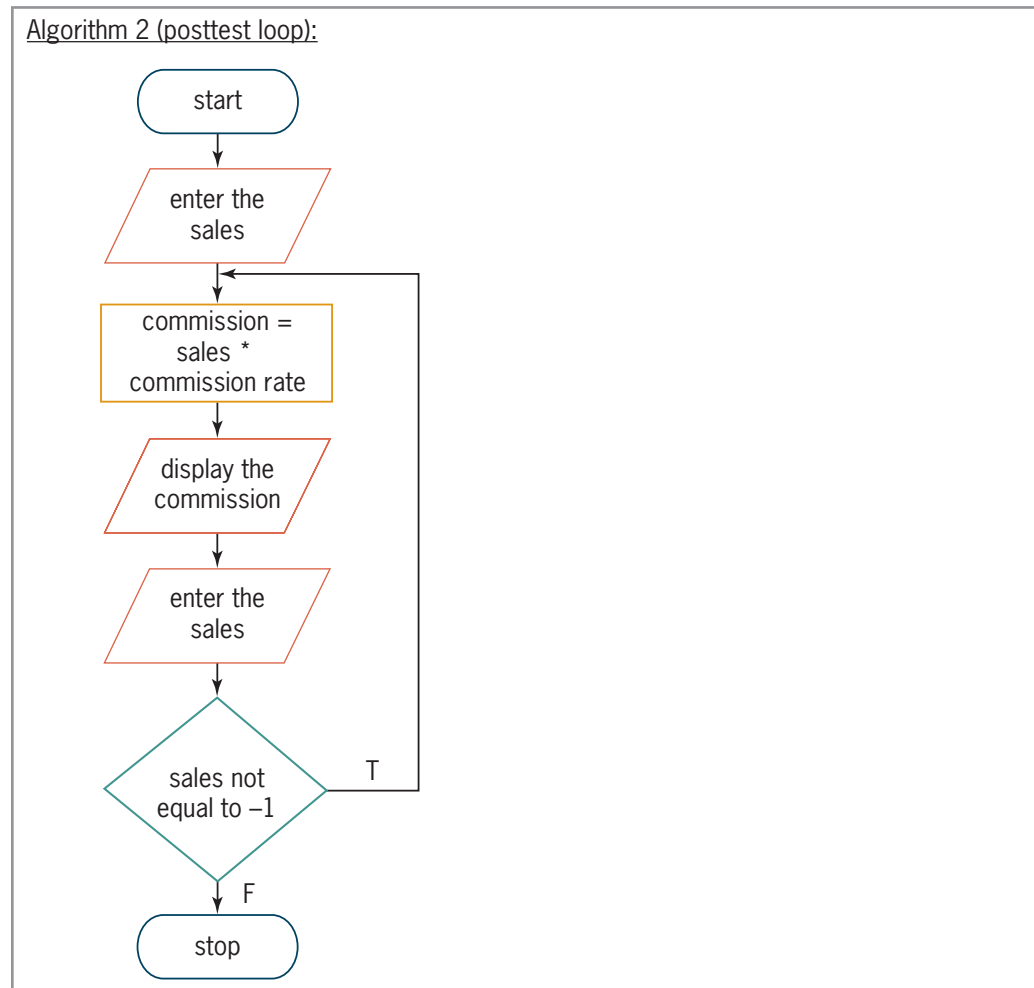 Algorithm 2 (posttest loop):
start
enter the
sales
commission =
sales *
commission rate
display the
commission
enter the
sales
sales not
equal to –1
T
F
stop